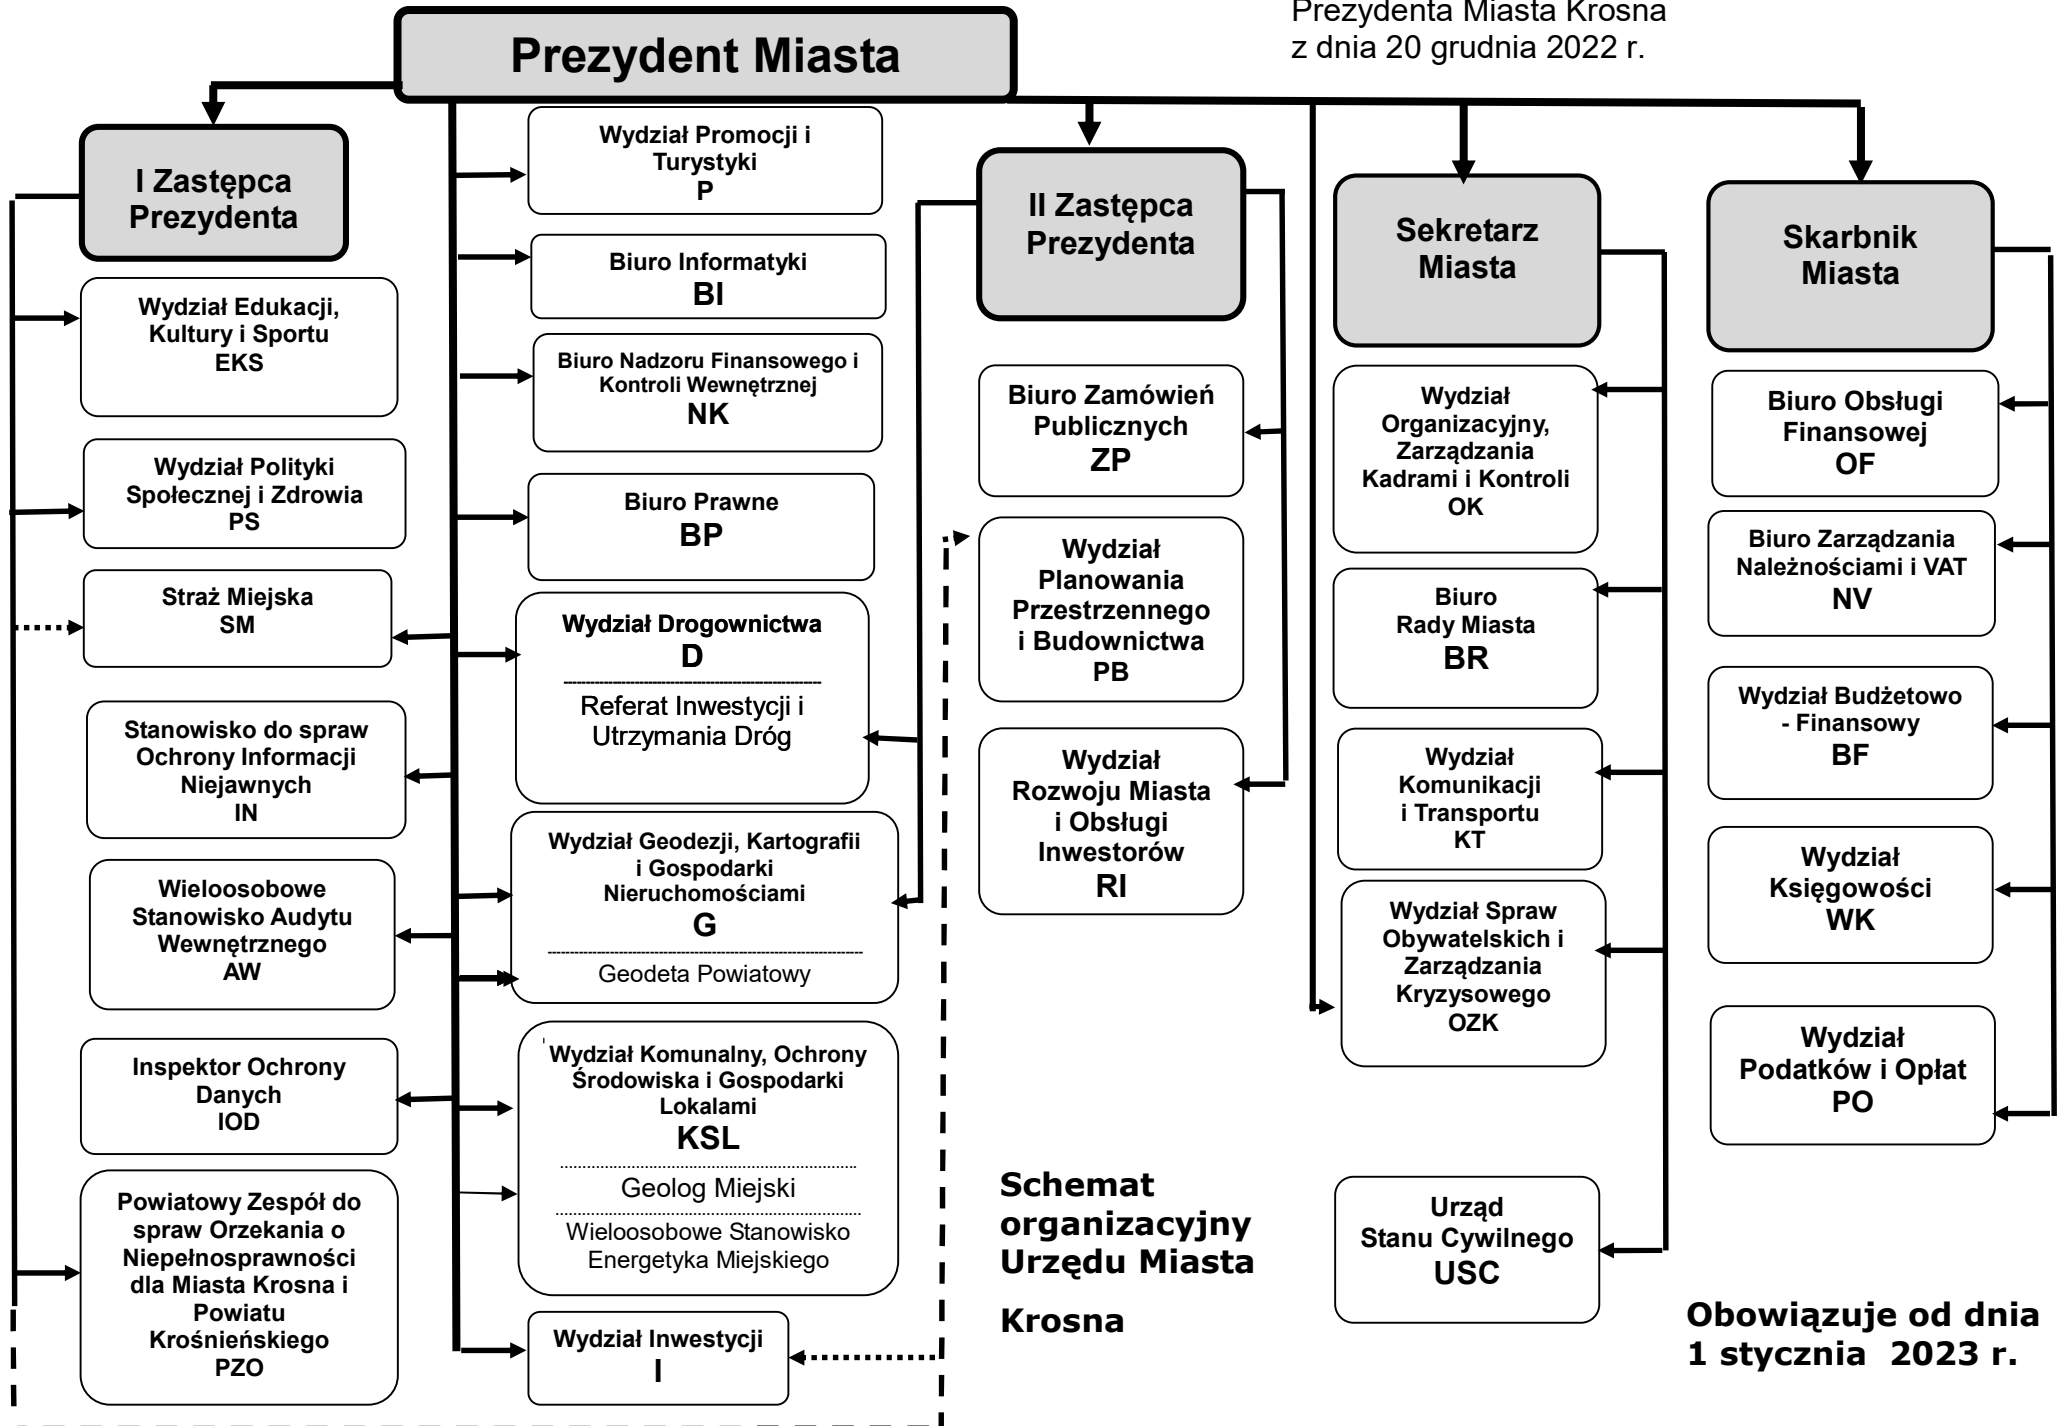 Prezydenta Miasta Krosna
z dnia 20 grudnia 2022 r.
Prezydent Miasta
I Zastępca
Prezydenta
Wydział Edukacji,
Kultury i Sportu
EKS
Wydział Polityki
Społecznej i Zdrowia
PS
Straż Miejska
SM
Stanowisko do spraw
Ochrony Informacji
Niejawnych
IN
Wieloosobowe
Stanowisko Audytu
Wewnętrznego
AW
Inspektor Ochrony
Danych
IOD
Powiatowy Zespół do
spraw Orzekania o
Niepełnosprawności
dla Miasta Krosna i
Powiatu
Krośnieńskiego
PZO
Wydział Promocji i
Turystyki
P
Biuro Informatyki
BI
Biuro Nadzoru Finansowego i
Kontroli Wewnętrznej
NK
Biuro Prawne
BP
Wydział Drogownictwa
D
Referat Inwestycji i
Utrzymania Dróg
Wydział Geodezji, Kartografii
i Gospodarki
Nieruchomościami
G
Geodeta Powiatowy
Wydział Komunalny, Ochrony
Środowiska i Gospodarki
Lokalami
KSL
Geolog Miejski
Wieloosobowe Stanowisko
Energetyka Miejskiego
Wydział Inwestycji
I
II Zastępca
Prezydenta
Biuro Zamówień
Publicznych
ZP
Wydział
Planowania
Przestrzennego
i Budownictwa
PB
Wydział
Rozwoju Miasta
i Obsługi
Inwestorów
RI
Sekretarz
Miasta
Wydział
Organizacyjny,
Zarządzania
Kadrami i Kontroli
OK
Biuro
Rady Miasta
BR
Wydział
Komunikacji
i Transportu
KT
Wydział Spraw
Obywatelskich i
Zarządzania
Kryzysowego
OZK
Urząd
Stanu Cywilnego
USC
Skarbnik
Miasta
Biuro Obsługi
Finansowej
OF
Biuro Zarządzania
Należnościami i VAT
NV
Wydział Budżetowo
- Finansowy
BF
Wydział
Księgowości
WK
Wydział
Podatków i Opłat
PO
Schemat
organizacyjny
Urzędu Miasta
Krosna
Obowiązuje od dnia
1 stycznia 2023 r.